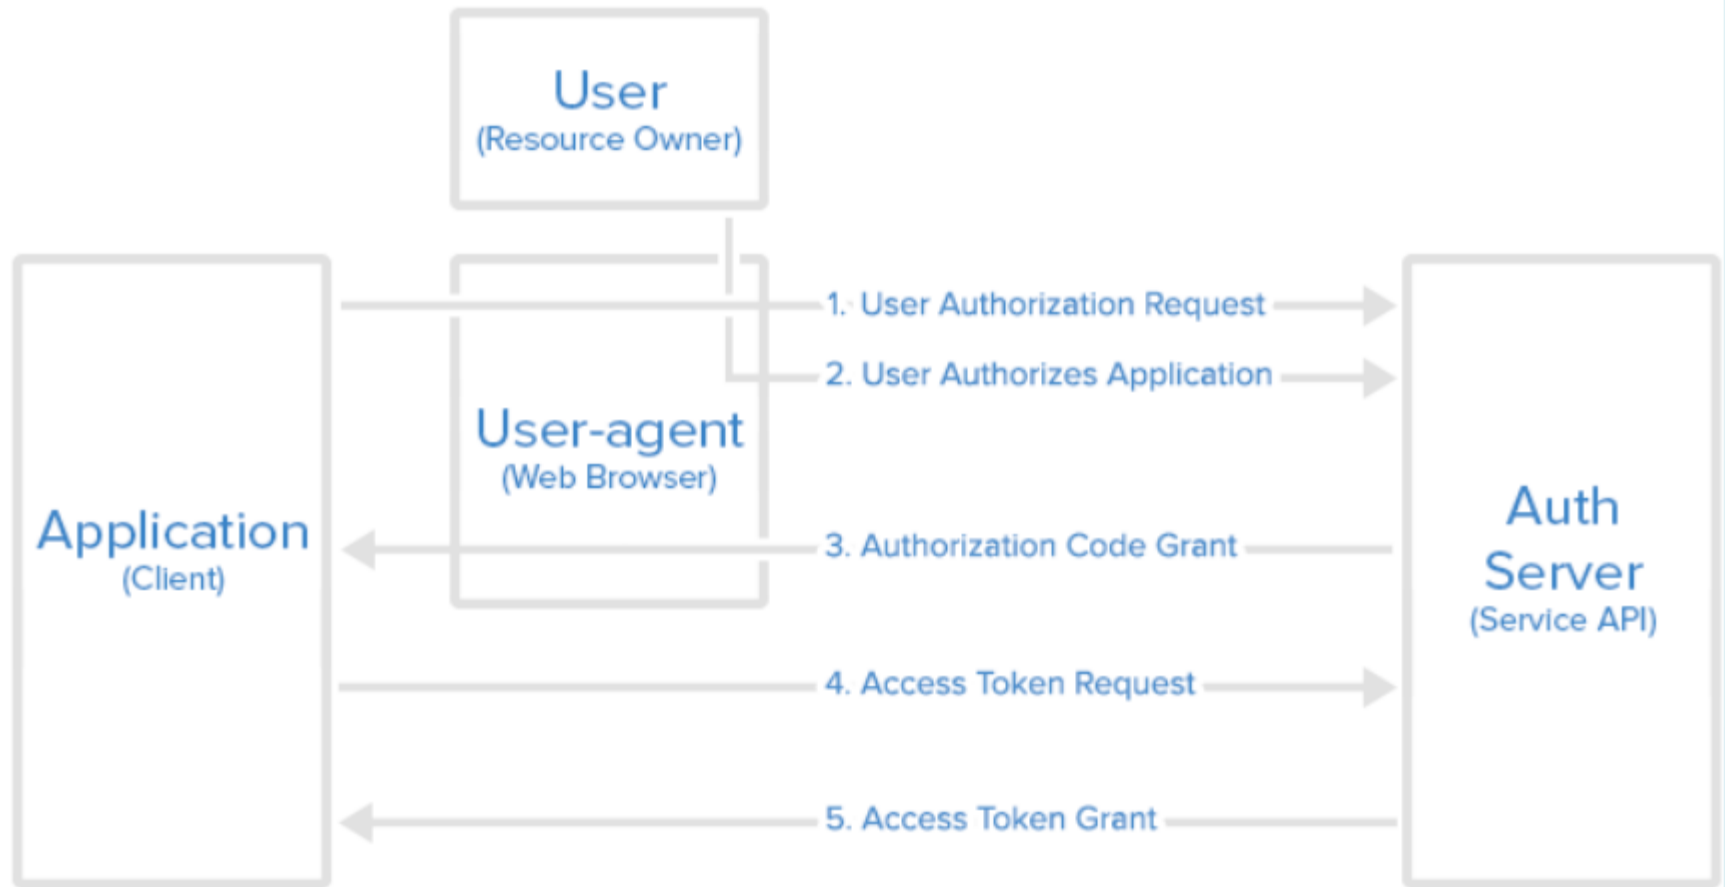 User
(Resource Owner)
1. User Authorization Request
2. User Authorizes Application
User-agent
(Web Browser)
Application
(Client)
3. Authorization Code Grant
Auth
Server
(Service API)
4. Access Token Request
5. Access Token Grant